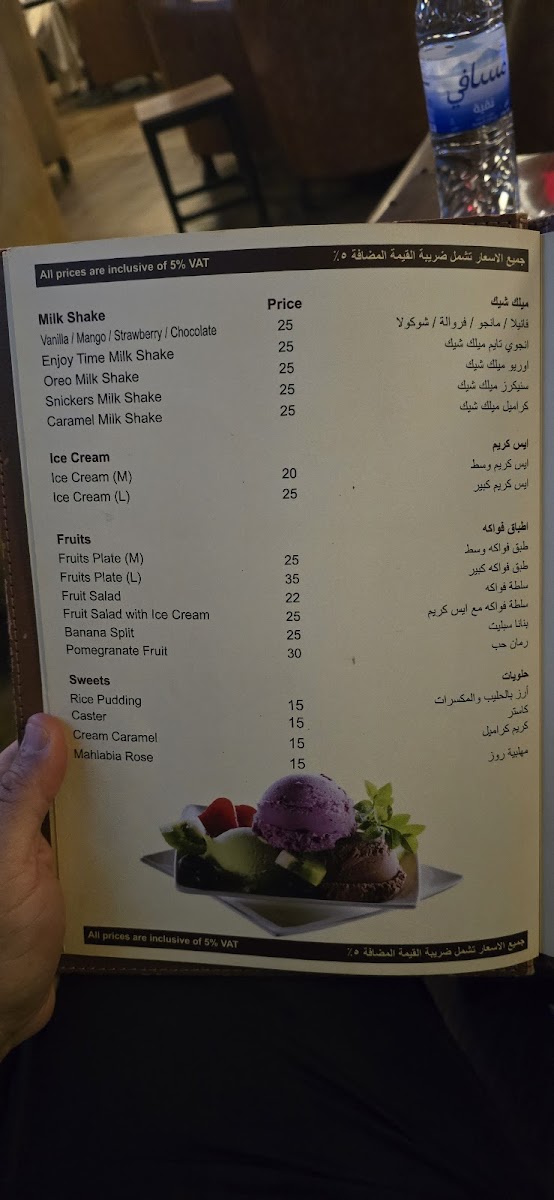 مسافي
نقية
All prices are inclusive of 5% VAT جميع الاسعار تشمل ضريبة القيمة المضافة ٥٪
Milk Shake Price ميلك شيك
Vanilla / Mango / Strawberry / Chocolate 25 فانيلا / مانجو / فروالة / شوكولا
Enjoy Time Milk Shake 25 انجوي تايم ميلك شيك
Oreo Milk Shake 25 اوريو ميلك شيك
Snickers Milk Shake 25 سنيكرز ميلك شيك
Caramel Milk Shake 25 كراميل ميلك شيك
Ice Cream ايس كريم
Ice Cream (M) 20 ايس كريم وسط
Ice Cream (L) 25 ايس كريم كبير
Fruits اطباق فواكه
Fruits Plate (M) 25 طبق فواكه وسط
Fruits Plate (L) 35 طبق فواكه كبير
Fruit Salad 22 سلطة فواكه
Fruit Salad with Ice Cream 25 سلطة فواكه مع ايس كريم
Banana Split 25 بنانا سبليت
Pomegranate Fruit 30 رمان حب
Sweets حلويات
Rice Pudding 15 أرز بالحليب والمكسرات
Caster 15 كاستر
Cream Caramel 15 كريم كراميل
Mahlabia Rose 15 مهلبية روز
All prices are inclusive of 5% VAT جميع الاسعار تشمل ضريبة القيمة المضافة ٥٪